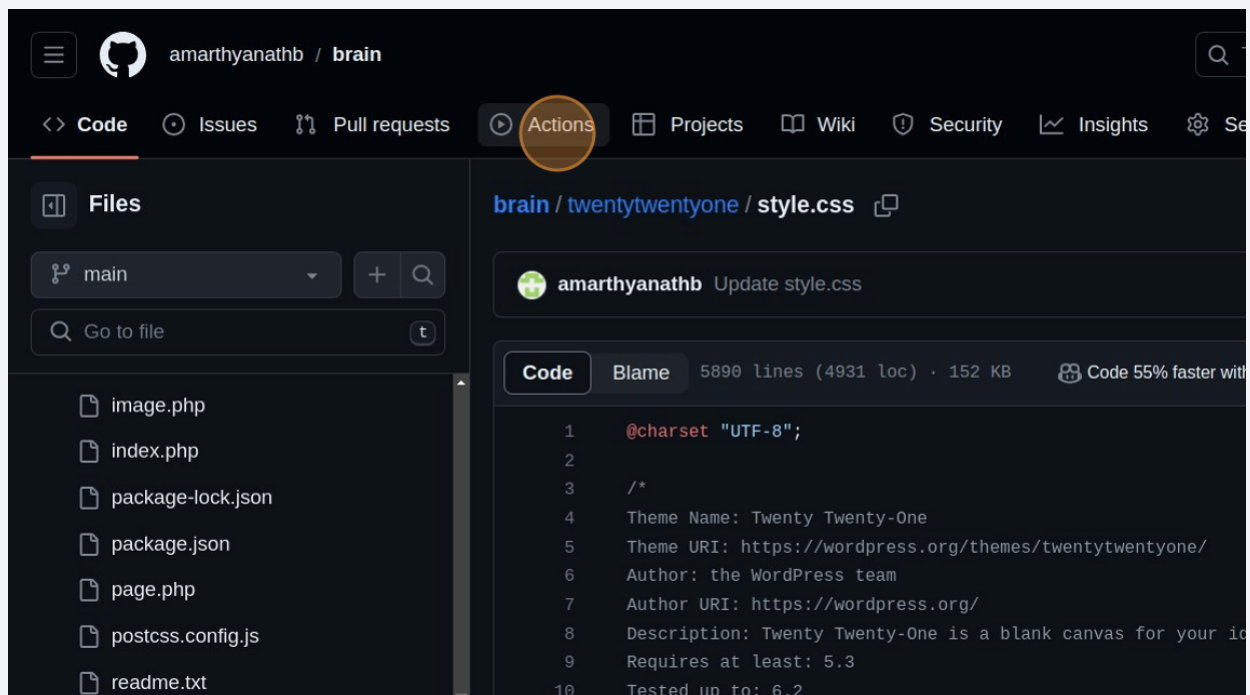 amarthyanathb / brain
Code Issues Pull requests Actions Projects Wiki Security Insights
Files
main
Go to file t
image.php
index.php
package-lock.json
package.json
page.php
postcss.config.js
readme.txt
brain / twentytwentyone / style.css
amarthyanathb Update style.css
Code Blame 5890 lines (4931 loc) · 152 KB Code 55% faster with
1 @charset "UTF-8";
2
3 /*
4 Theme Name: Twenty Twenty-One
5 Theme URI: https://wordpress.org/themes/twentytwentyone/
6 Author: the WordPress team
7 Author URI: https://wordpress.org/
8 Description: Twenty Twenty-One is a blank canvas for your
9 Requires at least: 5.3
10 Tested up to: 6.2